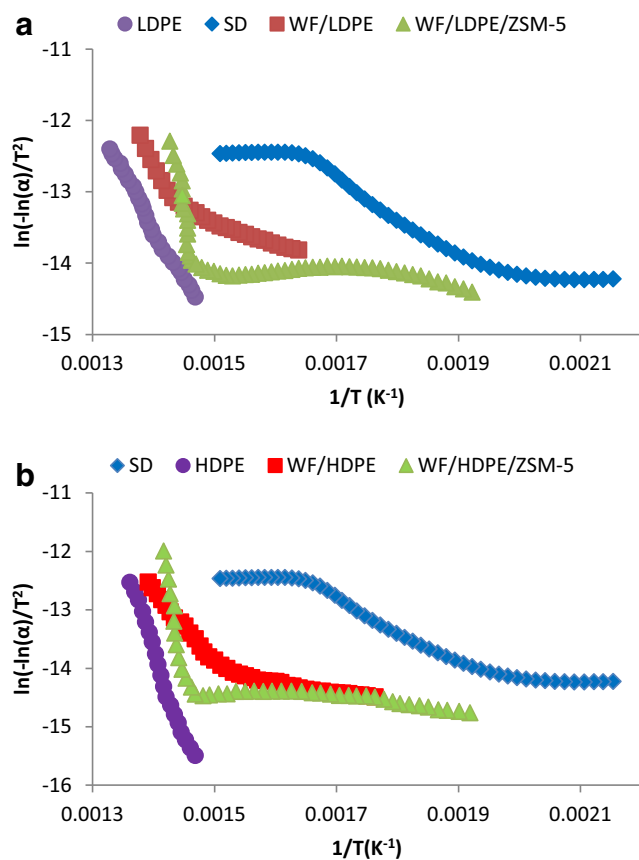 a
LDPE SD WF/LDPE WF/LDPE/ZSM-5
-11
-12
-13
-14
-15
ln(-ln(α)/T²)
0.0013 0.0015 0.0017 0.0019 0.0021
1/T (K⁻¹)
b
SD HDPE WF/HDPE WF/HDPE/ZSM-5
-11
-12
-13
-14
-15
-16
ln(-ln(α)/T²)
0.0013 0.0015 0.0017 0.0019 0.0021
1/T(K⁻¹)